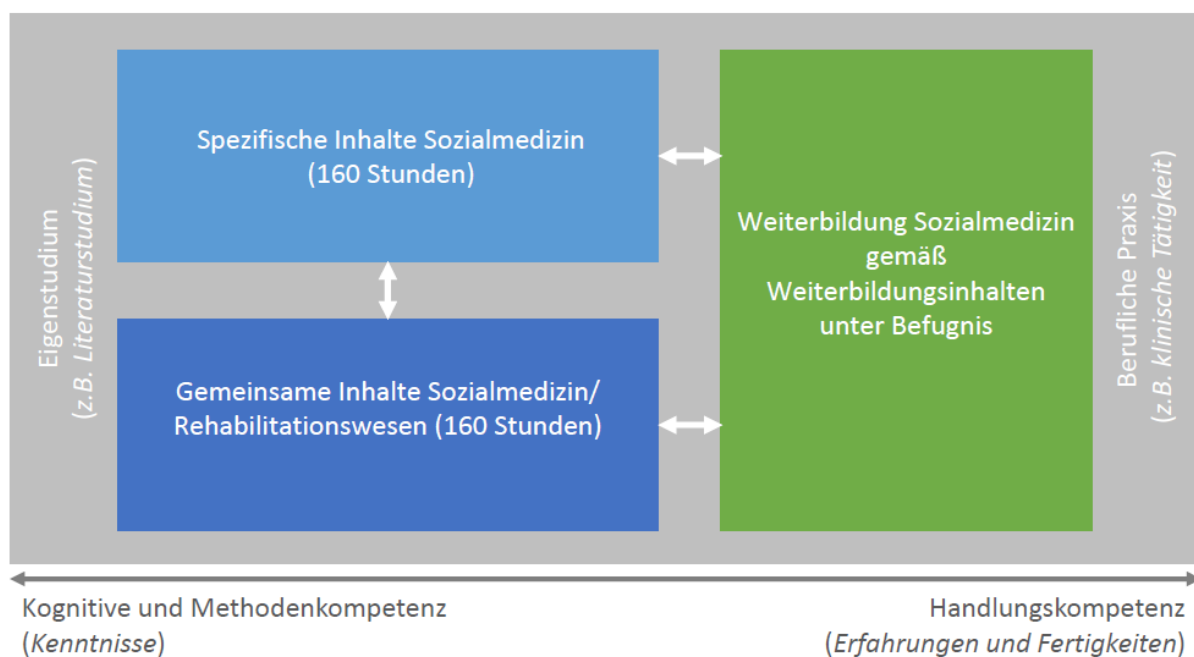 Eigenstudium
(z.B. Literaturstudium)
Spezifische Inhalte Sozialmedizin
(160 Stunden)
Gemeinsame Inhalte Sozialmedizin/
Rehabilitationswesen (160 Stunden)
Weiterbildung Sozialmedizin
gemäß
Weiterbildungsinhalten
unter Befugnis
Berufliche Praxis
(z.B. klinische Tätigkeit)
Kognitive und Methodenkompetenz
(Kenntnisse)
Handlungskompetenz
(Erfahrungen und Fertigkeiten)